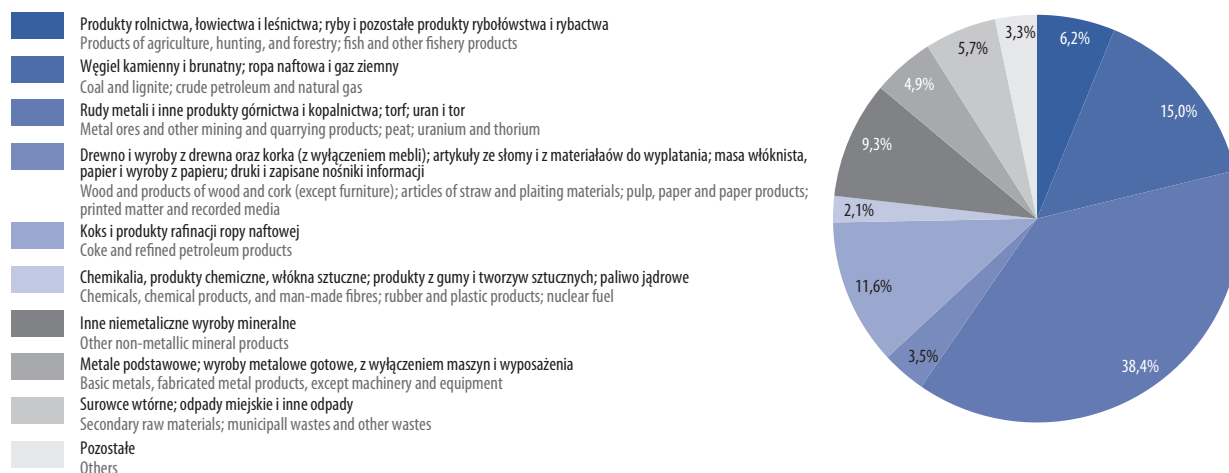 Produkty rolnictwa, łowiectwa i leśnictwa; ryby i pozostałe produkty rybołówstwa i rybactwa
Products of agriculture, hunting, and forestry; fish and other fishery products
Węgiel kamienny i brunatny; ropa naftowa i gaz ziemny
Coal and lignite; crude petroleum and natural gas
Rudy metali i inne produkty górnictwa i kopalnictwa; torf; uran i tor
Metal ores and other mining and quarrying products; peat; uranium and thorium
Drewno i wyroby z drewna oraz korka (z wyłączeniem mebli); artykuły ze słomy i z materiałaów do wyplatania; masa włóknista,
papier i wyroby z papieru; druki i zapisane nośniki informacji
Wood and products of wood and cork (except furniture); articles of straw and plaiting materials; pulp, paper and paper products;
printed matter and recorded media
Koks i produkty rafinacji ropy naftowej
Coke and refined petroleum products
Chemikalia, produkty chemiczne, włókna sztuczne; produkty z gumy i tworzyw sztucznych; paliwo jądrowe
Chemicals, chemical products, and man-made fibres; rubber and plastic products; nuclear fuel
Inne niemetaliczne wyroby mineralne
Other non-metallic mineral products
Metale podstawowe; wyroby metalowe gotowe, z wyłączeniem maszyn i wyposażenia
Basic metals, fabricated metal products, except machinery and equipment
Surowce wtórne; odpady miejskie i inne odpady
Secondary raw materials; municipall wastes and other wastes
Pozostałe
Others
6,2%
15,0%
38,4%
3,5%
11,6%
2,1%
9,3%
4,9%
5,7%
3,3%